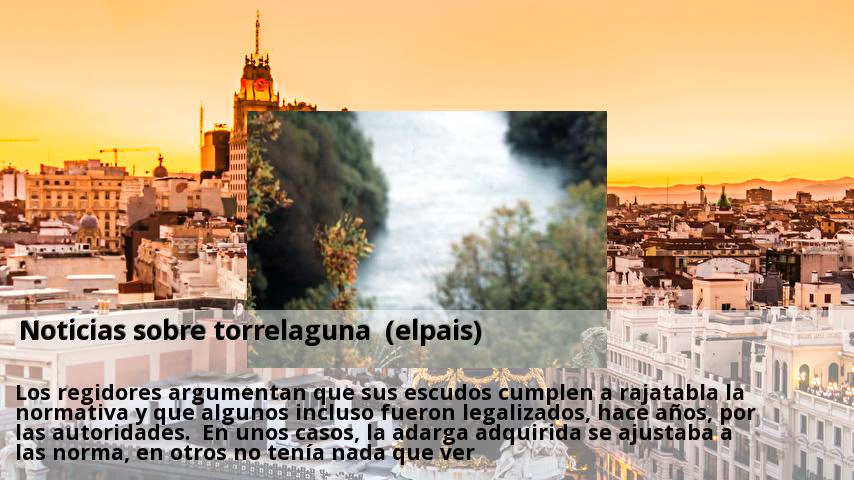 Noticias sobre torrelaguna  (elpais)
Los regidores argumentan que sus escudos cumplen a rajatabla la
normativa y que algunos incluso fueron legalizados, hace años, por
las autoridades.  En unos casos, la adarga adquirida se ajustaba a
las norma, en otros no tenía nada que ver